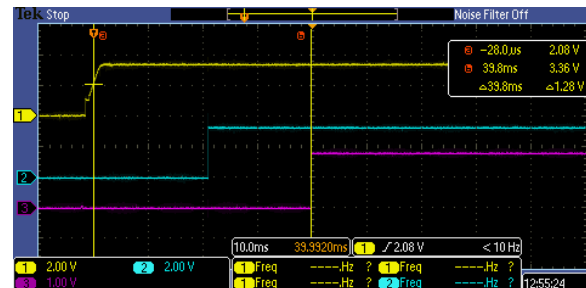 Tek Stop
Noise Filter Off
a -28.0us 2.08 V
b 39.8ms 3.36 V
△39.8ms △1.28 V
1
2
3
10.0ms 39.9920ms 1 / 2.08 V < 10 Hz
1 2.00 V 2 2.00 V 1 Freq ----.--Hz ? 1 Freq ----.--Hz ?
3 1.00 V 1 Freq ----.--Hz ? 2 Freq ----.--Hz ?
12:55:24